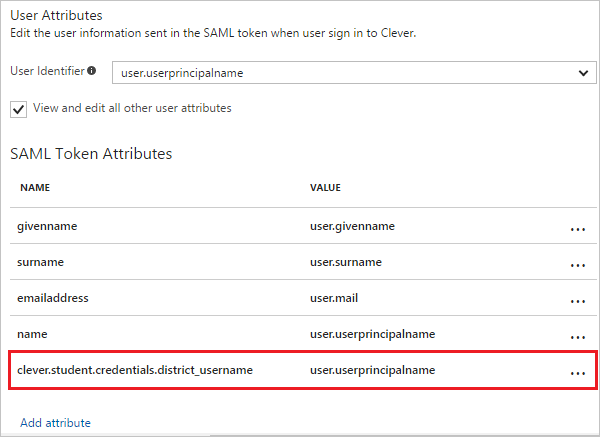 User Attributes
Edit the user information sent in the SAML token when user sign in to Clever.
User Identifier
user.userprincipalname
View and edit all other user attributes
SAML Token Attributes
NAME VALUE
givenname user.givenname ...
surname user.surname ...
emailaddress user.mail ...
name user.userprincipalname ...
clever.student.credentials.district_username user.userprincipalname ...
Add attribute